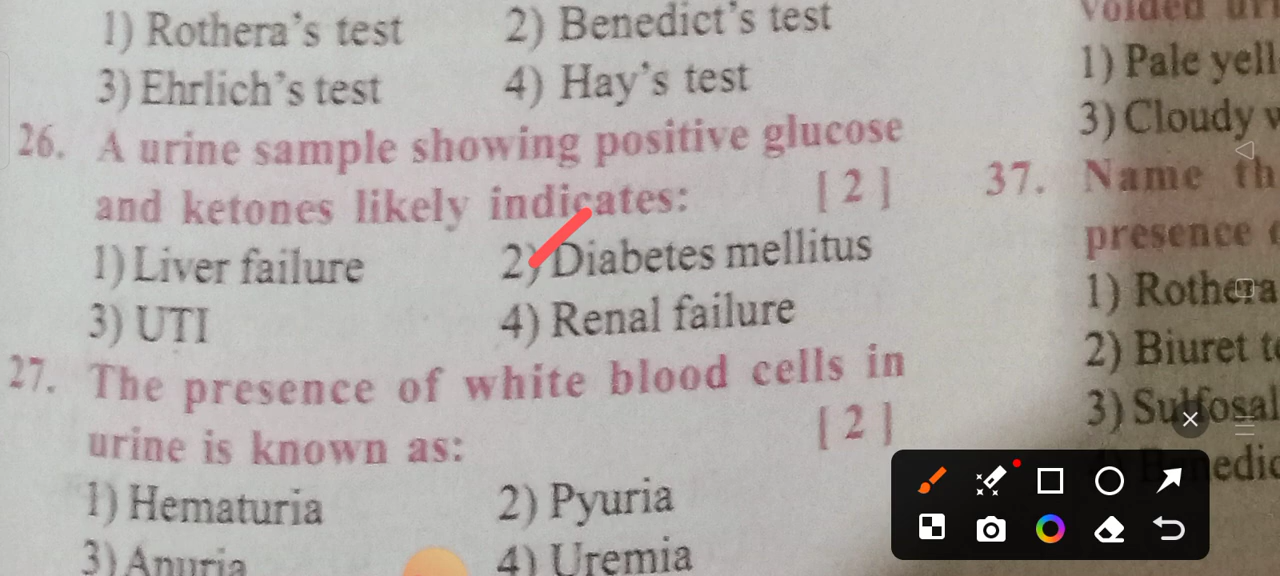 1) Rothera's test 2) Benedict's test
3) Ehrlich's test 4) Hay's test
26. A urine sample showing positive glucose
and ketones likely indicates: [ 2 ]
1) Liver failure 2) Diabetes mellitus
3) UTI 4) Renal failure
27. The presence of white blood cells in
urine is known as: [ 2 ]
1) Hematuria 2) Pyuria
3) Anuria 4) Uremia
voided
1) Pale
3) Cloudy
37. Name
presence
1)
2) Biuret
3)